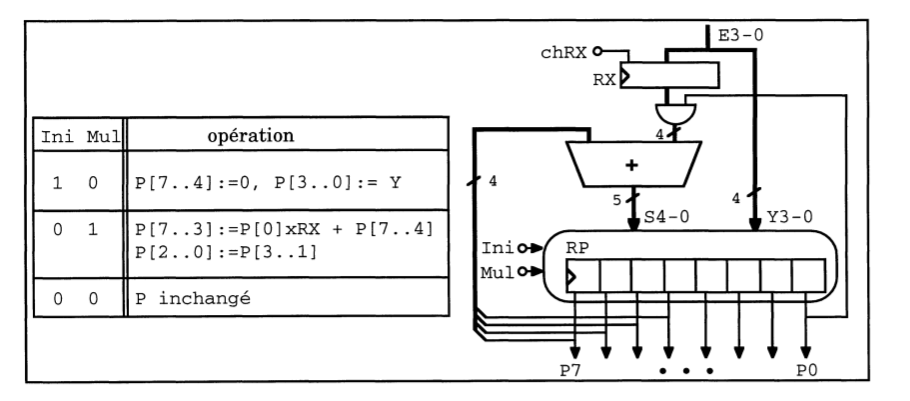 E3-0
chRX
RX
4
+
4
5
S4-0
4
Y3-0
Ini
RP
Mul
P7
. . .
P0
Ini Mul opération
1 0 P[7..4]:=0, P[3..0]:= Y
0 1 P[7..3]:=P[0]xRX + P[7..4]
P[2..0]:=P[3..1]
0 0 P inchangé